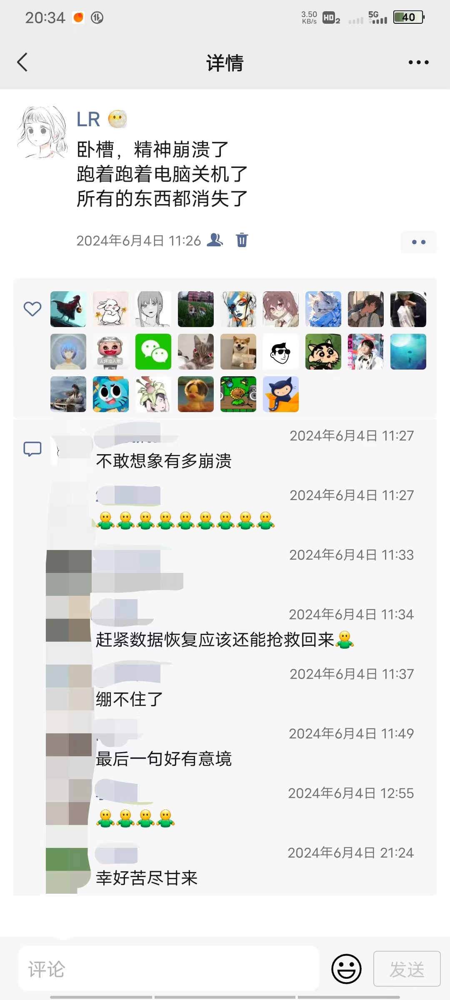 20:34
3.50
KB/s
HD2
5G
40
详情
LR
卧槽，精神崩溃了
跑着跑着电脑关机了
所有的东西都消失了
2024年6月4日 11:26
人坏没人欺
2024年6月4日 11:27
不敢想象有多崩溃
2024年6月4日 11:27
2024年6月4日 11:33
2024年6月4日 11:34
赶紧数据恢复应该还能抢救回来
2024年6月4日 11:37
绷不住了
2024年6月4日 11:49
最后一句好有意境
2024年6月4日 12:55
2024年6月4日 21:24
幸好苦尽甘来
评论
发送